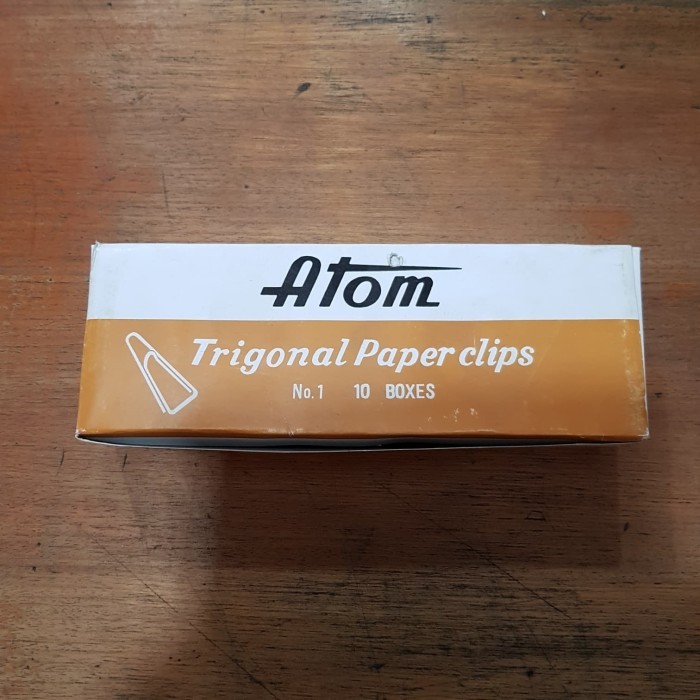 Atom
Trigonal Paper clips
No.1 10 BOXES